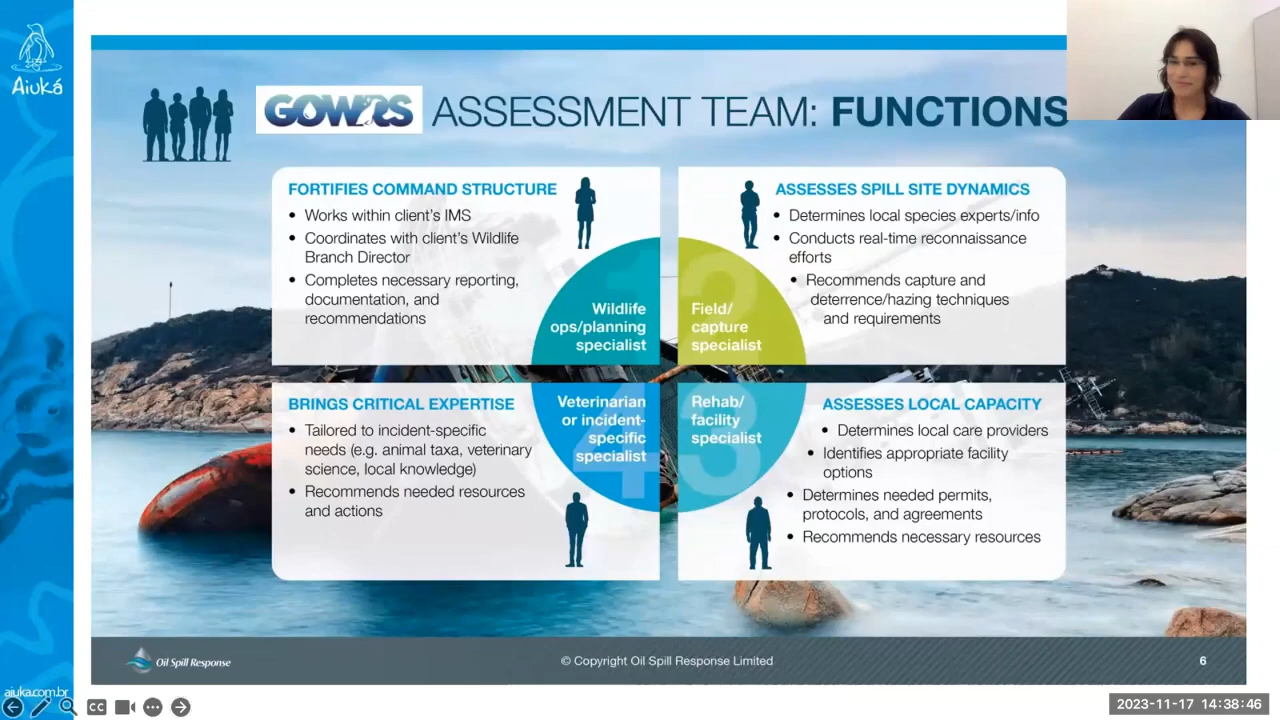 Aiuká
GOWRS ASSESSMENT TEAM: FUNCTIONS
FORTIFIES COMMAND STRUCTURE
• Works within client's IMS
• Coordinates with client's Wildlife
Branch Director
• Completes necessary reporting,
documentation, and
recommendations
Wildlife
ops/planning
specialist
ASSESSES SPILL SITE DYNAMICS
• Determines local species experts/info
• Conducts real-time reconnaissance
efforts
• Recommends capture and
deterrence/hazing techniques
and requirements
Field/
capture
specialist
BRINGS CRITICAL EXPERTISE
• Tailored to incident-specific
needs (e.g. animal taxa, veterinary
science, local knowledge)
• Recommends needed resources
and actions
Veterinarian
or incident-
specific
specialist
4
ASSESSES LOCAL CAPACITY
• Determines local care providers
• Identifies appropriate facility
options
• Determines needed permits,
protocols, and agreements
• Recommends necessary resources
Rehab/
facility
specialist
3
1
2
Oil Spill Response
© Copyright Oil Spill Response Limited
6
aiuka.com.br
CC
2023-11-17 14:38:46